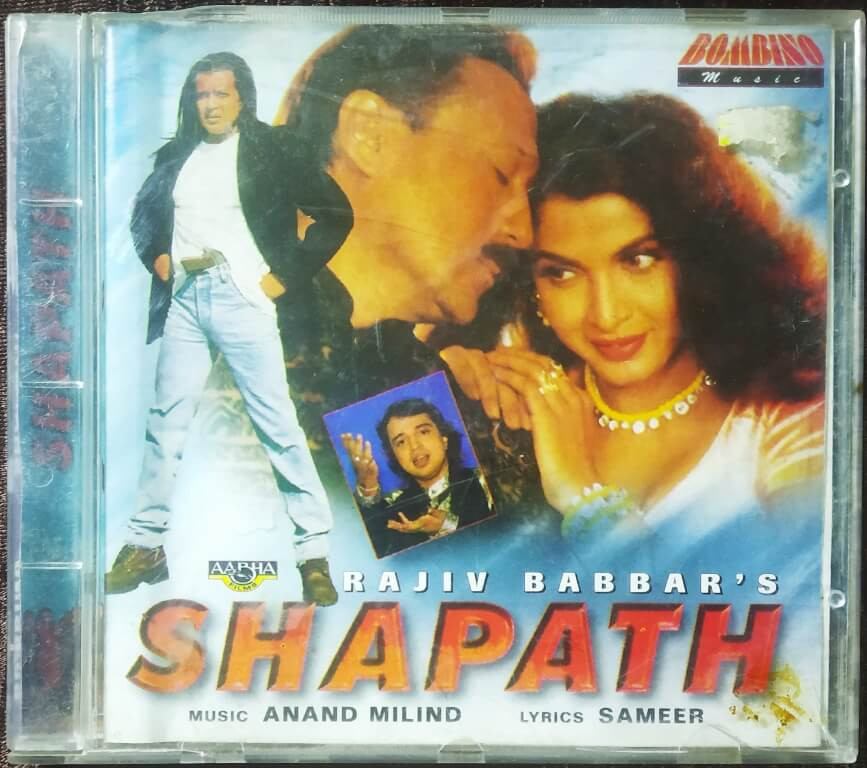 BOMBINO
Music
SHAPATH
AABHA
FILMS
RAJIV BABBAR'S
SHAPATH
MUSIC ANAND MILIND LYRICS SAMEER